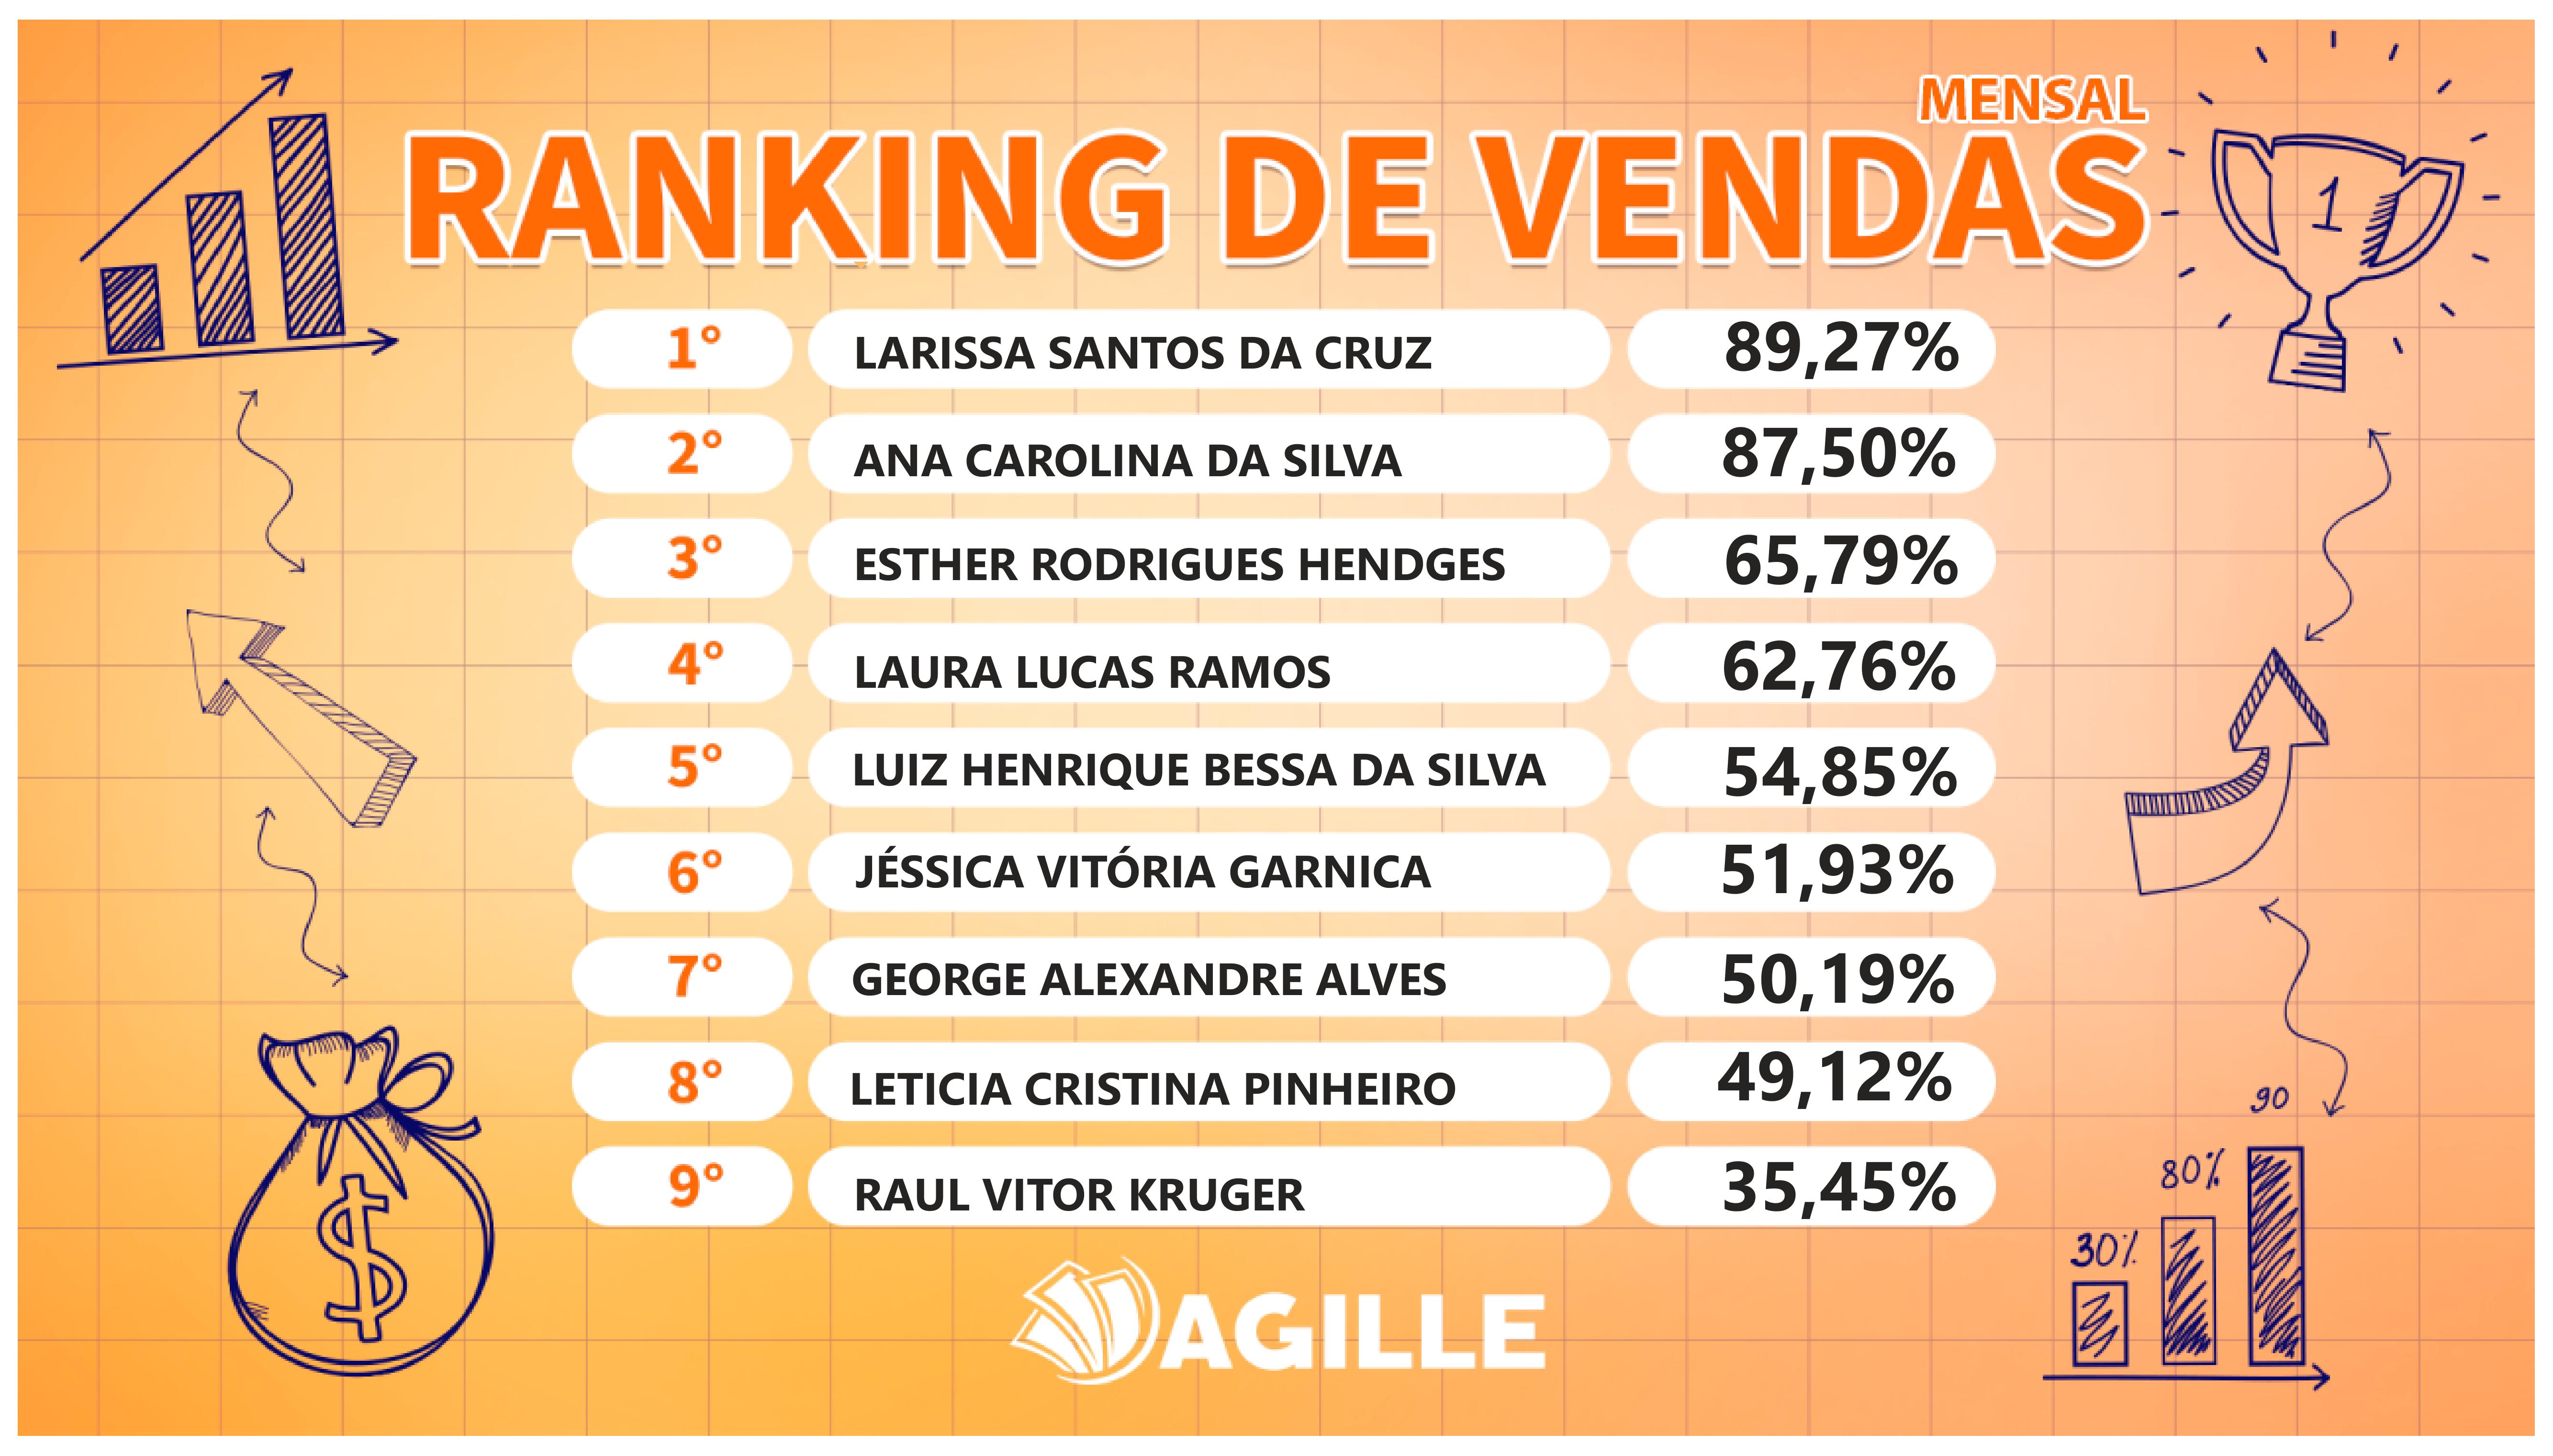 MENSAL
RANKING DE VENDAS
1
1° LARISSA SANTOS DA CRUZ 89,27%
2° ANA CAROLINA DA SILVA 87,50%
3° ESTHER RODRIGUES HENDGES 65,79%
4° LAURA LUCAS RAMOS 62,76%
5° LUIZ HENRIQUE BESSA DA SILVA 54,85%
6° JÉSSICA VITÓRIA GARNICA 51,93%
7° GEORGE ALEXANDRE ALVES 50,19%
8° LETICIA CRISTINA PINHEIRO 49,12%
9° RAUL VITOR KRUGER 35,45%
$
90
80%
30%
AGILLE